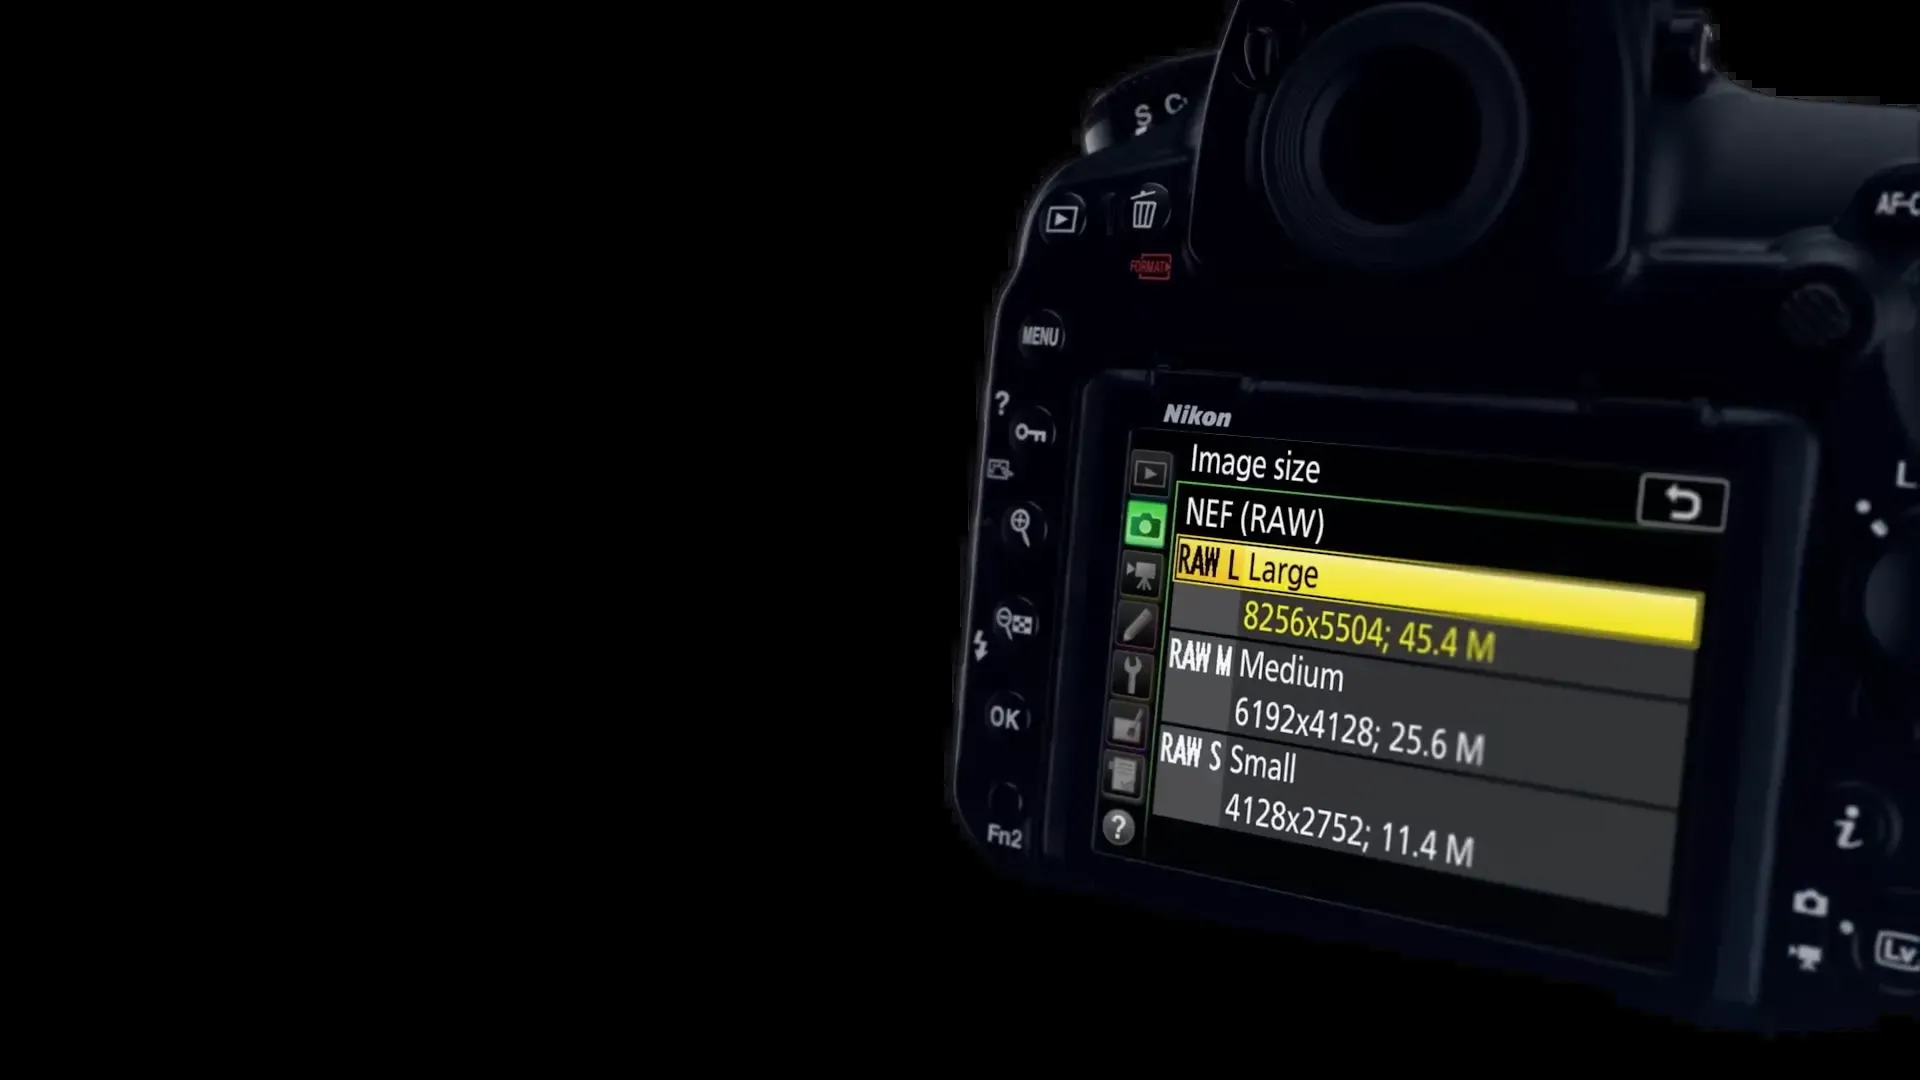 S C
FORMAT
MENU
?
OK
Fn2
Nikon
Image size
NEF (RAW)
RAW L Large
8256x5504; 45.4 M
RAW M Medium
6192x4128; 25.6 M
RAW S Small
4128x2752; 11.4 M
?
AF-C
L
i
Lv